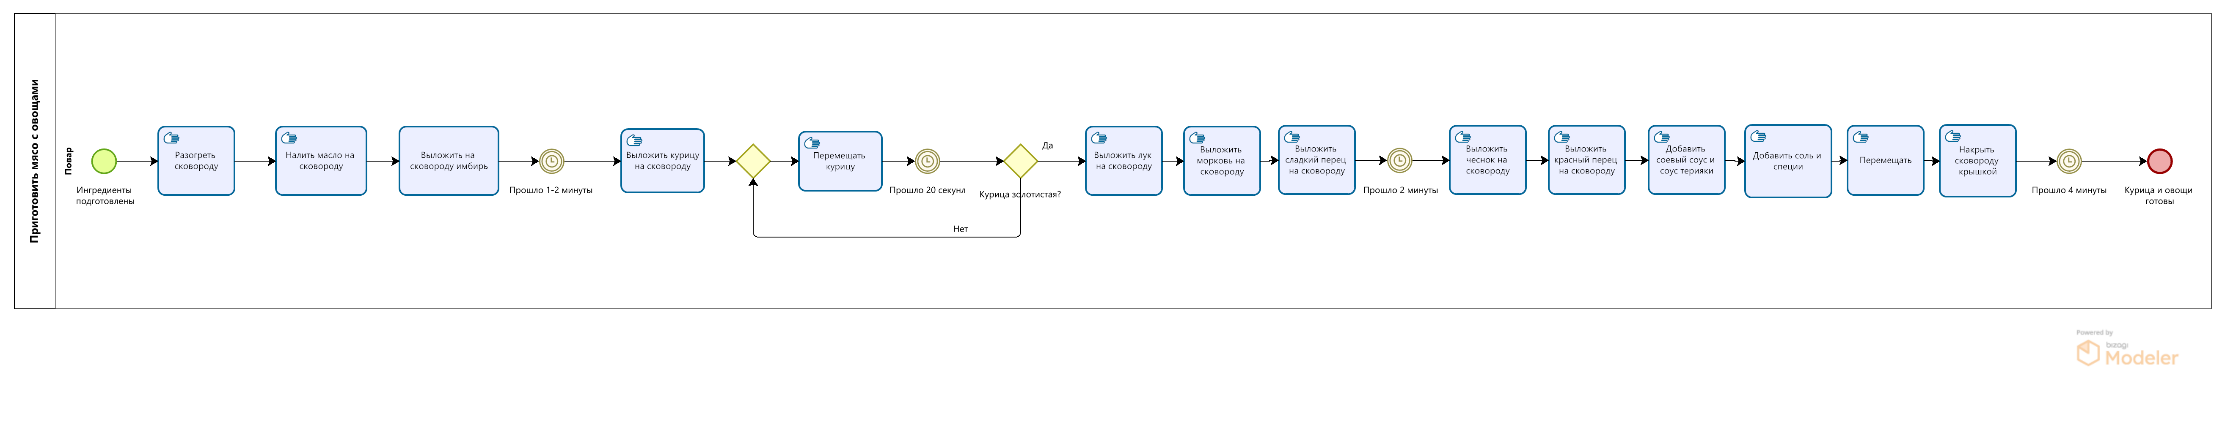 Приготовить мясо с овощами
Повар
Ингредиенты
подготовлены
Разогреть
сковороду
Налить масло на
сковороду
Выложить на
сковороду имбирь
Прошло 1-2 минуты
Выложить курицу
на сковороду
Перемещать
курицу
Прошло 20 секунд
Курица золотистая?
Да
Нет
Выложить лук
на сковороду
Выложить
морковь на
сковороду
Выложить
сладкий перец
на сковороду
Прошло 2 минуты
Выложить
чеснок на
сковороду
Выложить
красный перец
на сковороду
Добавить
соевый соус и
соус терияки
Добавить соль и
специи
Перемещать
Накрыть
сковороду
крышкой
Прошло 4 минуты
Курица и овощи
готовы
Powered by
bizagi
Modeler